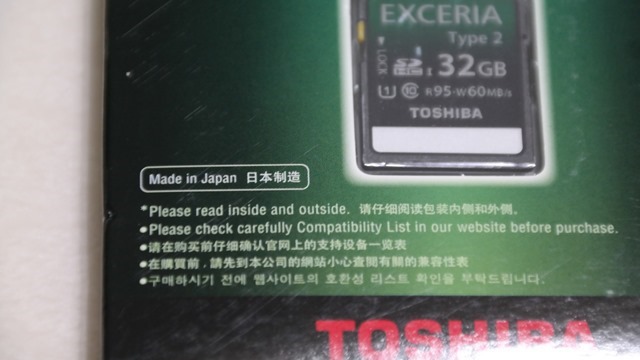 EXCERIA
Type 2
LOCK
SDHC I 32GB
U1 10 R95-W60MB/s
TOSHIBA
Made in Japan 日本制造
*Please read inside and outside. 请仔细阅读包装内侧和外侧。
●Please check carefully Compatibility List in our website before purchase.
●请在购买前仔细确认官网上的支持设备一览表
●在購買前，請先到本公司的網站小心查閱有關的兼容性表
●구매하시기 전에 웹사이트의 호환성 리스트 확인을 부탁드립니다.
TOSHIBA